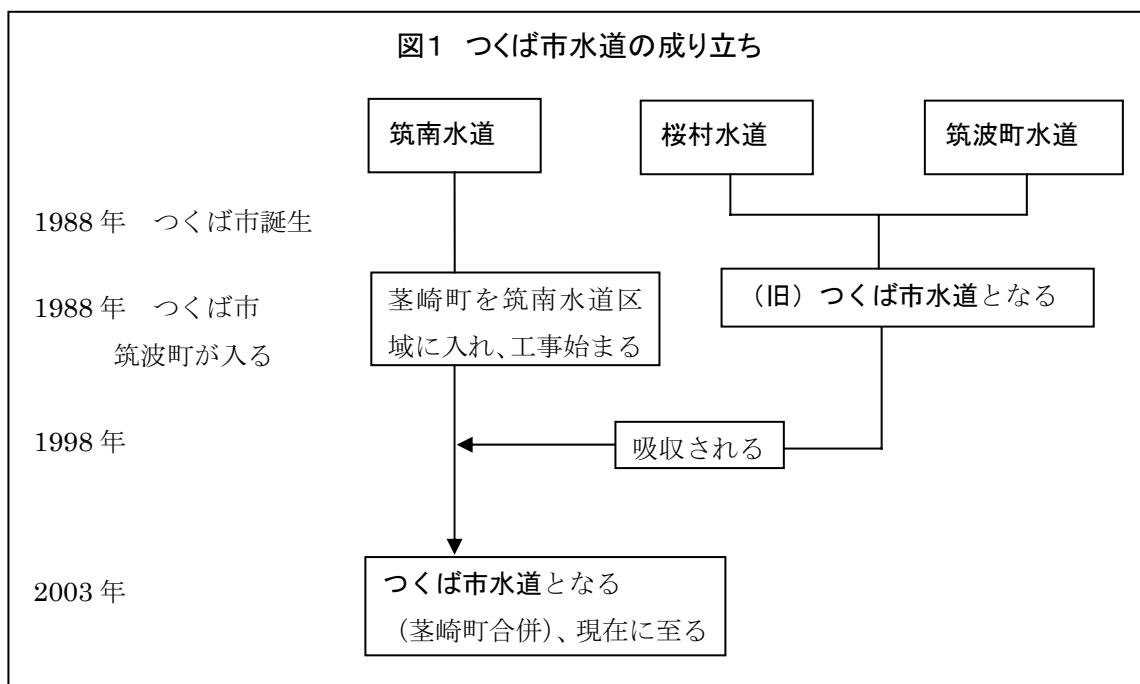 図1 つくば市水道の成り立ち
筑南水道
桜村水道
筑波町水道
1988年 つくば市誕生
1988年 つくば市
筑波町が入る
茎崎町を筑南水道区
域に入れ、工事始まる
(旧)つくば市水道となる
1998年
吸収される
2003年
つくば市水道となる
(茎崎町合併)、現在に至る